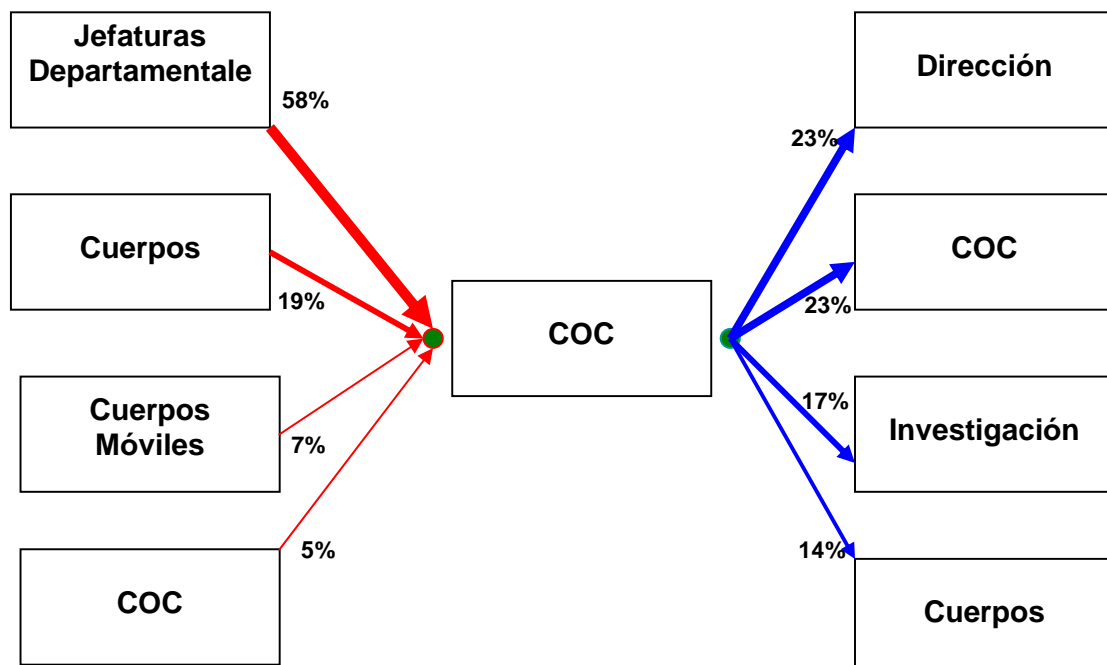 Jefaturas
Departamentale
58%
Cuerpos
19%
Cuerpos
Móviles
7%
COC
5%
COC
Dirección
23%
COC
23%
Investigación
17%
Cuerpos
14%